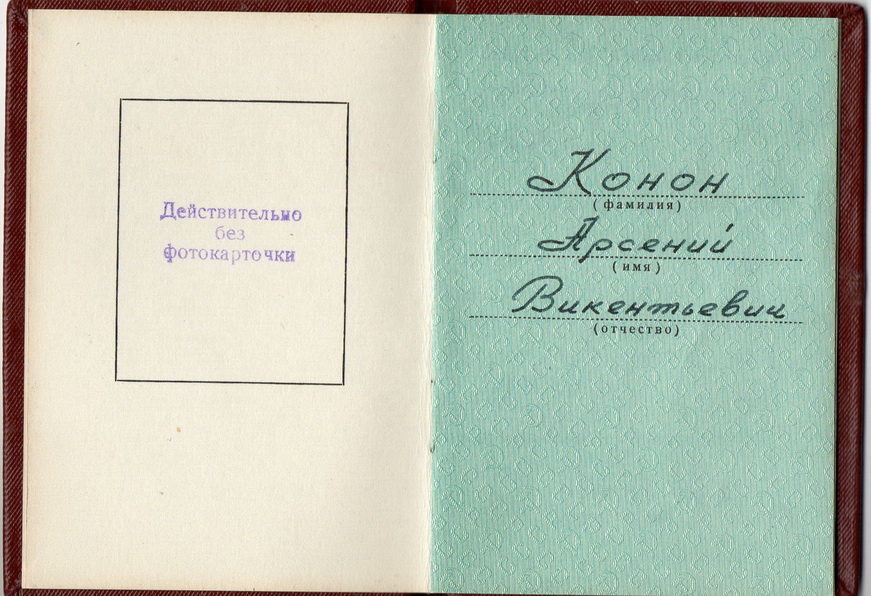 Действительно
без
фотокарточки
Конон
(фамилия)
Арсений
(имя)
Викентьевич
(отчество)